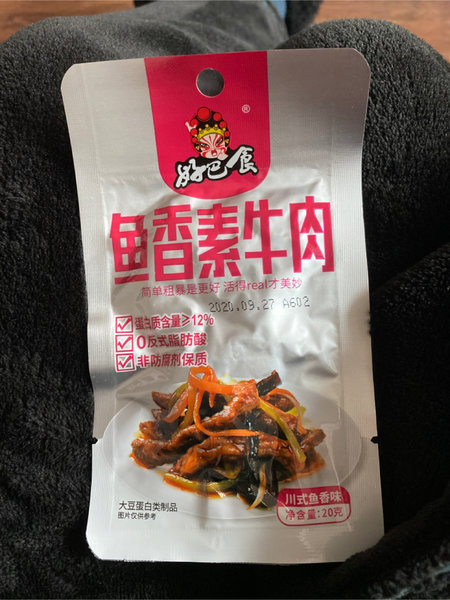 ®
好巴食
鱼香素牛肉
简单粗暴是更好 活得real才美妙
2020.09.27 A602
蛋白质含量≥12%
0反式脂肪酸
非防腐剂保质
大豆蛋白类制品
图片仅供参考
川式鱼香味
净含量:20克